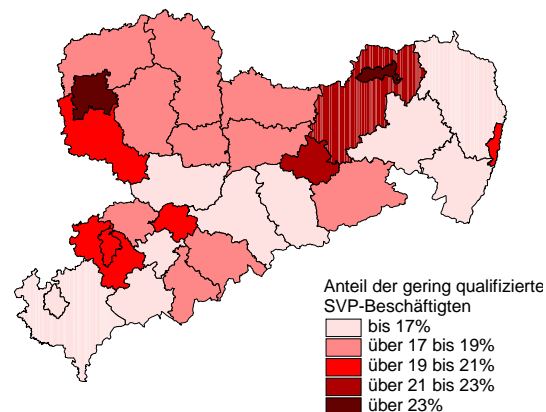 Anteil der gering qualifizierte
SVP-Beschäftigten
bis 17%
über 17 bis 19%
über 19 bis 21%
über 21 bis 23%
über 23%